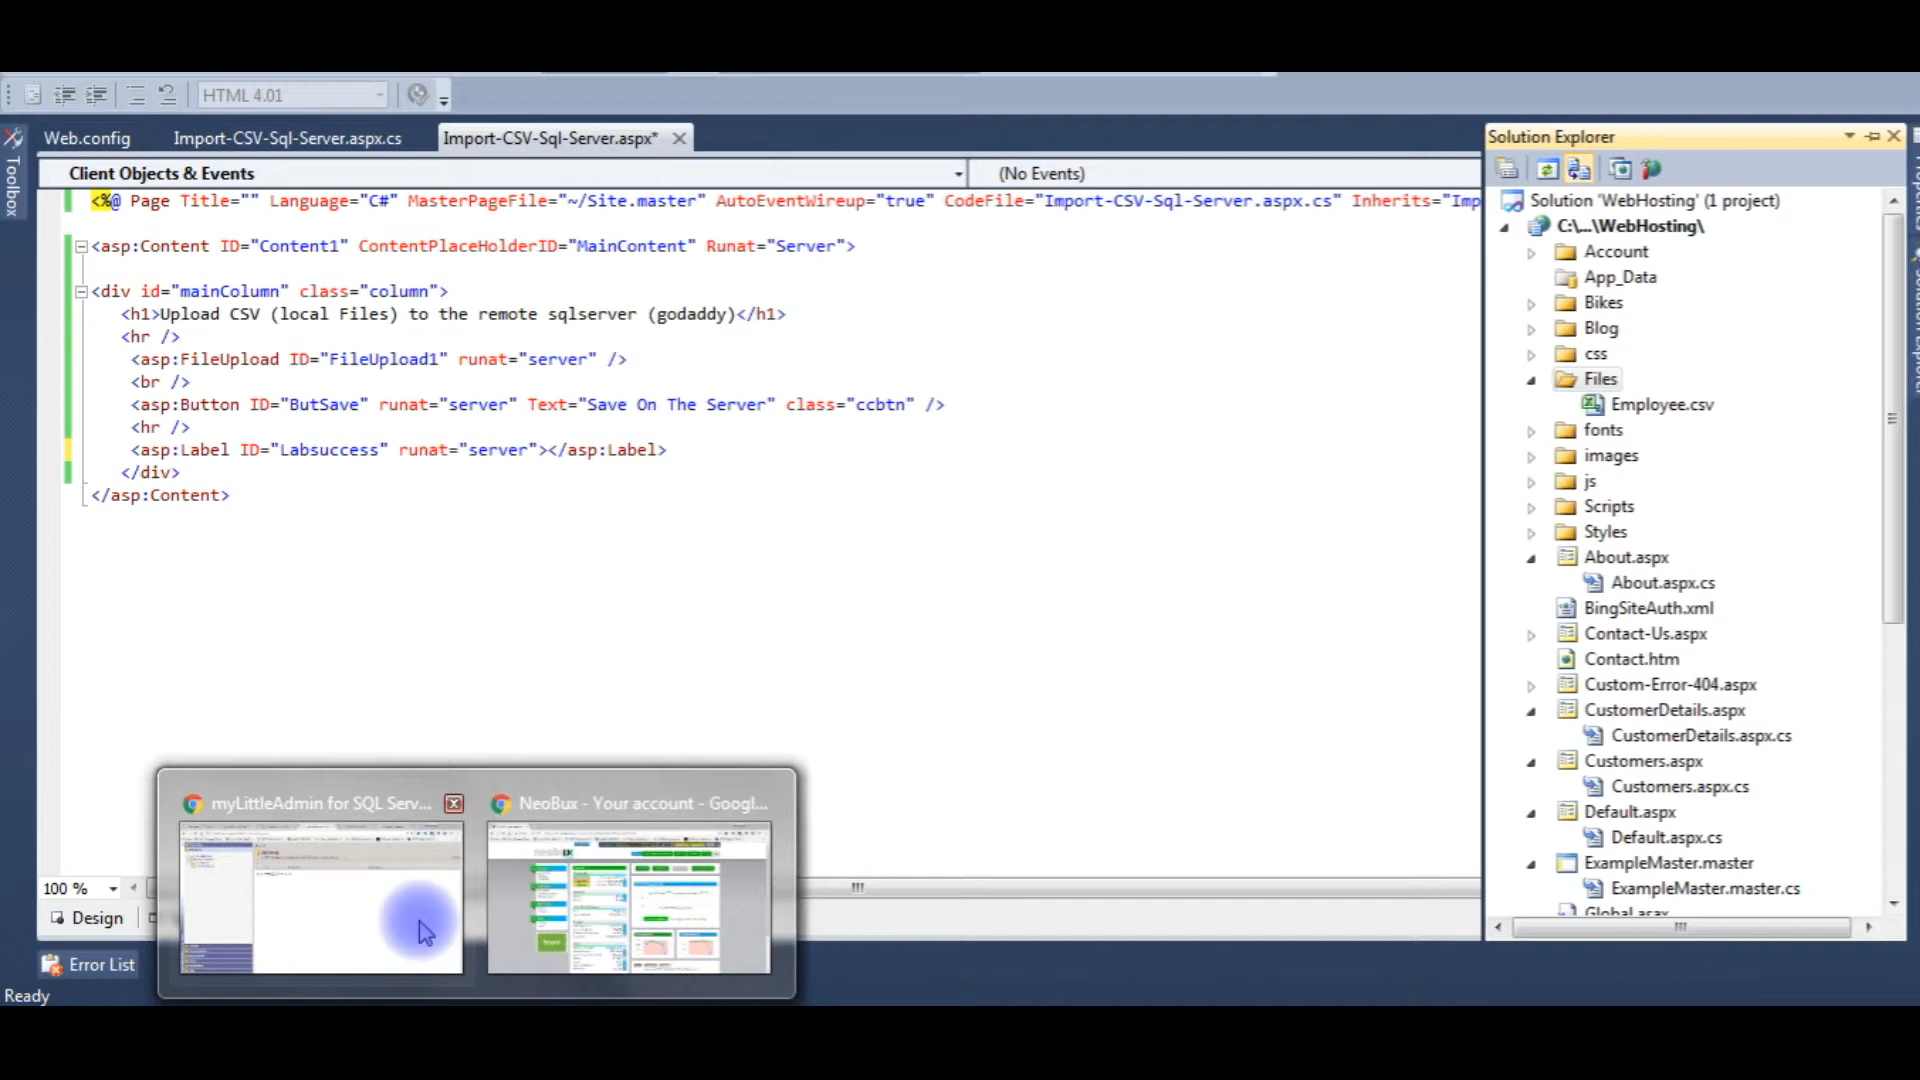 HTML 4.01
Web.config
Import-CSV-Sql-Server.aspx.cs
Import-CSV-Sql-Server.aspx*
Toolbox
Client Objects & Events
(No Events)
<%@ Page Title="" Language="C#" MasterPageFile="~/Site.master" AutoEventWireup="true" CodeFile="Import-CSV-Sql-Server.aspx.cs" Inherits="Imp
<asp:Content ID="Content1" ContentPlaceHolderID="MainContent" Runat="Server">
<div id="mainColumn" class="column">
<h1>Upload CSV (local Files) to the remote sqlserver (godaddy)</h1>
<hr />
<asp:FileUpload ID="FileUpload1" runat="server" />
<br />
<asp:Button ID="ButSave" runat="server" Text="Save On The Server" class="ccbtn" />
<hr />
<asp:Label ID="Labsuccess" runat="server"></asp:Label>
</div>
</asp:Content>
myLittleAdmin for SQL Serv...
NeoBux - Your account - Googl...
100 %
Design
Error List
Ready
Solution Explorer
Solution 'WebHosting' (1 project)
C:\...\WebHosting\
Account
App_Data
Bikes
Blog
css
Files
Employee.csv
fonts
images
js
Scripts
Styles
About.aspx
About.aspx.cs
BingSiteAuth.xml
Contact-Us.aspx
Contact.htm
Custom-Error-404.aspx
CustomerDetails.aspx
CustomerDetails.aspx.cs
Customers.aspx
Customers.aspx.cs
Default.aspx
Default.aspx.cs
ExampleMaster.master
ExampleMaster.master.cs
Global.asax